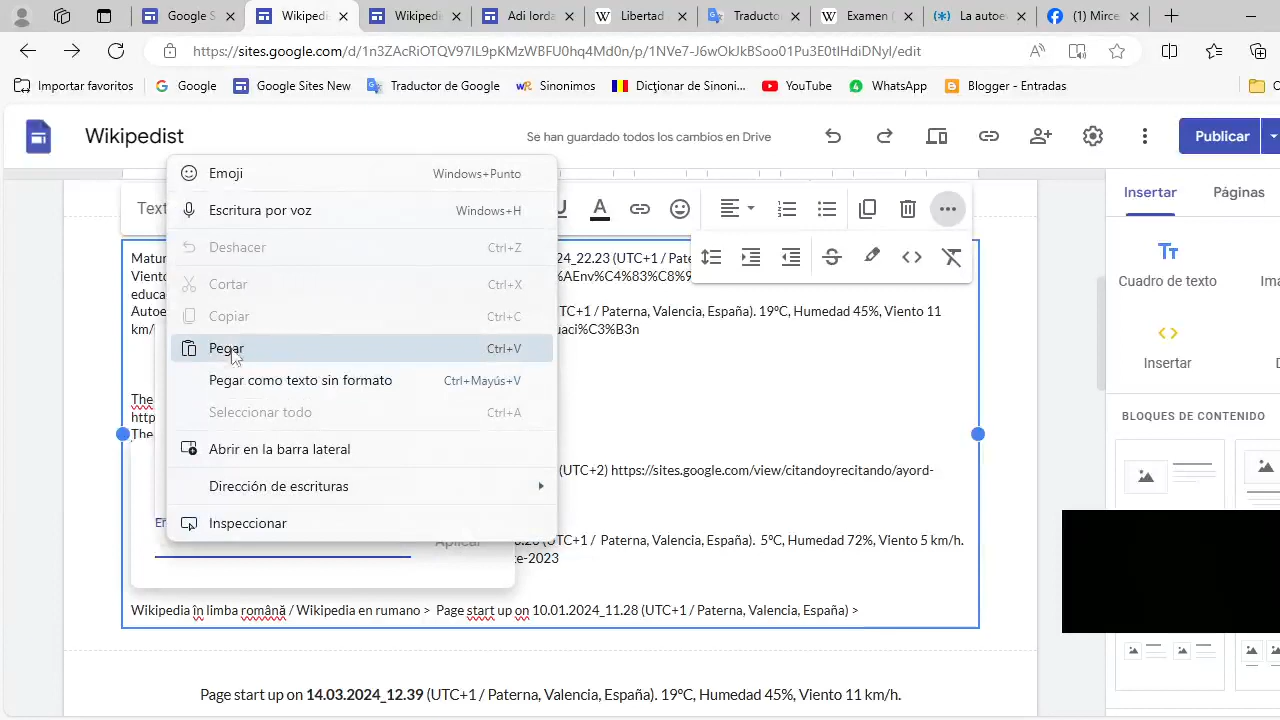 Google S
Wikipedist
Wikiped
Adi Iorda
Libertad
Traducto
Examen (
La autoe
(1) Mirce
https://sites.google.com/d/1n3ZAcRiOTQV97IL9pKMzWBFU0hq4Md0n/p/1NVe7-J6wOkJkBSoo01Pu3E0tIHdiDNyI/edit
Importar favoritos
Google
Google Sites New
Traductor de Google
Sinonimos
Dicţionar de Sinonl...
YouTube
WhatsApp
Blogger - Entradas
Wikipedist
Se han guardado todos los cambios en Drive
Publicar
Text
Insertar
Páginas
Emoji Windows+Punto
Escritura por voz Windows+H
Deshacer Ctrl+Z
Cortar Ctrl+X
Copiar Ctrl+C
Pegar Ctrl+V
Pegar como texto sin formato Ctrl+Mayús+V
Seleccionar todo Ctrl+A
Abrir en la barra lateral
Dirección de escrituras
Inspeccionar
Matur 24_22.23 (UTC+1 / Pate
Viento %AEnv%C4%83%C8%9
educa
Autoe (UTC+1 / Paterna, Valencia, España). 19ºC, Humedad 45%, Viento 11
km/ uaci%C3%B3n
The
http
The
(UTC+2) https://sites.google.com/view/citandoyrecitando/ayord-
Aplicar
(UTC+1 / Paterna, Valencia, España). 5ºC, Humedad 72%, Viento 5 km/h.
e-2023
Wikipedia în limba română / Wikipedia en rumano > Page start up on 10.01.2024_11.28 (UTC+1 / Paterna, Valencia, España) >
Page start up on 14.03.2024_12.39 (UTC+1 / Paterna, Valencia, España). 19ºC, Humedad 45%, Viento 11 km/h.
Cuadro de texto
Ima
Insertar
D
BLOQUES DE CONTENIDO